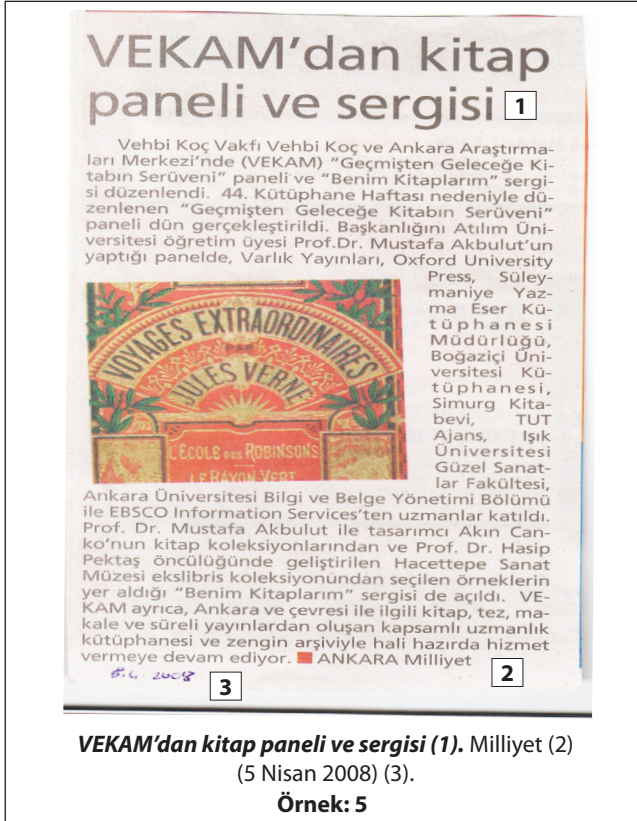 VEKAM’dan kitap
paneli ve sergisi 1
Vehbi Koç Vakfı Vehbi Koç ve Ankara Araştırma-
ları Merkezi’nde (VEKAM) “Geçmişten Geleceğe Ki-
tabın Serüveni” paneli ve “Benim Kitaplarım” sergi-
si düzenlendi. 44. Kütüphane Haftası nedeniyle dü-
zenlenen “Geçmişten Geleceğe Kitabın Serüveni”
paneli dün gerçekleştirildi. Başkanlığını Atılım Üni-
versitesi öğretim üyesi Prof.Dr. Mustafa Akbulut’un
yaptığı panelde, Varlık Yayınları, Oxford University
Press, Süley-
maniye Yaz-
ma Eser Kü-
tüphanesi
Müdürlüğü,
Boğaziçi Üni-
versitesi Kü-
tüphanesi,
Simurg Kita-
bevi, TUT
Ajans, Işık
Üniversitesi
Güzel Sanat-
lar Fakültesi,
VOYAGES EXTRAORDINAIRES
PAR
JULES VERNE
L'ECOLE DES ROBINSONS
LE RAYON VERT
Ankara Üniversitesi Bilgi ve Belge Yönetimi Bölümü
ile EBSCO Information Services’ten uzmanlar katıldı.
Prof. Dr. Mustafa Akbulut ile tasarımcı Akın Can-
ko’nun kitap koleksiyonlarından ve Prof. Dr. Hasip
Pektaş öncülüğünde geliştirilen Hacettepe Sanat
Müzesi ekslibris koleksiyonundan seçilen örneklerin
yer aldığı “Benim Kitaplarım” sergisi de açıldı. VE-
KAM ayrıca, Ankara ve çevresi ile ilgili kitap, tez, ma-
kale ve süreli yayınlardan oluşan kapsamlı uzmanlık
kütüphanesi ve zengin arşiviyle hali hazırda hizmet
vermeye devam ediyor. ANKARA Milliyet
5.4.2008 3 2
VEKAM’dan kitap paneli ve sergisi (1). Milliyet (2)
(5 Nisan 2008) (3).
Örnek: 5